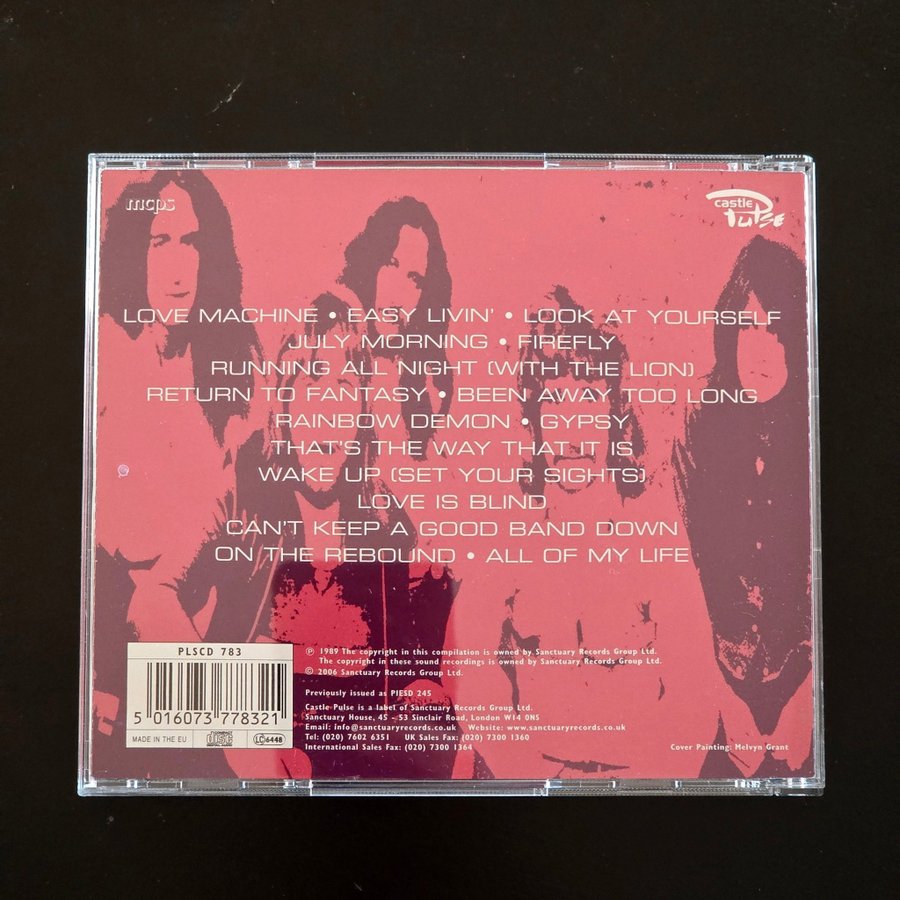 mcps
castle
Pulse
LOVE MACHINE • EASY LIVIN' • LOOK AT YOURSELF
JULY MORNING • FIREFLY
RUNNING ALL NIGHT (WITH THE LION)
RETURN TO FANTASY • BEEN AWAY TOO LONG
RAINBOW DEMON • GYPSY
THAT'S THE WAY THAT IT IS
WAKE UP (SET YOUR SIGHTS)
LOVE IS BLIND
CAN'T KEEP A GOOD BAND DOWN
ON THE REBOUND • ALL OF MY LIFE
PLSCD 783
5 016073 778321
MADE IN THE EU
COMPACT disc DIGITAL AUDIO
LC 6448
℗ 1989 The copyright in this compilation is owned by Sanctuary Records Group Ltd.
The copyright in these sound recordings is owned by Sanctuary Records Group Ltd.
© 2006 Sanctuary Records Group Ltd.
Previously issued as PIESD 245
Castle Pulse is a label of Sanctuary Records Group Ltd.
Sanctuary House, 45 - 53 Sinclair Road, London W14 0NS
Email: info@sanctuaryrecords.co.uk Website: www.sanctuaryrecords.co.uk
Tel: (020) 7602 6351 UK Sales Fax: (020) 7300 1360
International Sales Fax: (020) 7300 1364
Cover Painting: Melvyn Grant